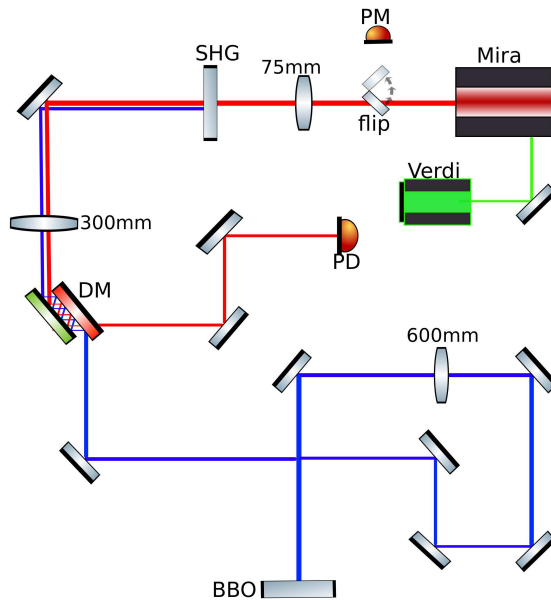 PM
SHG
75mm
Mira
flip
Verdi
300mm
PD
DM
600mm
BBO